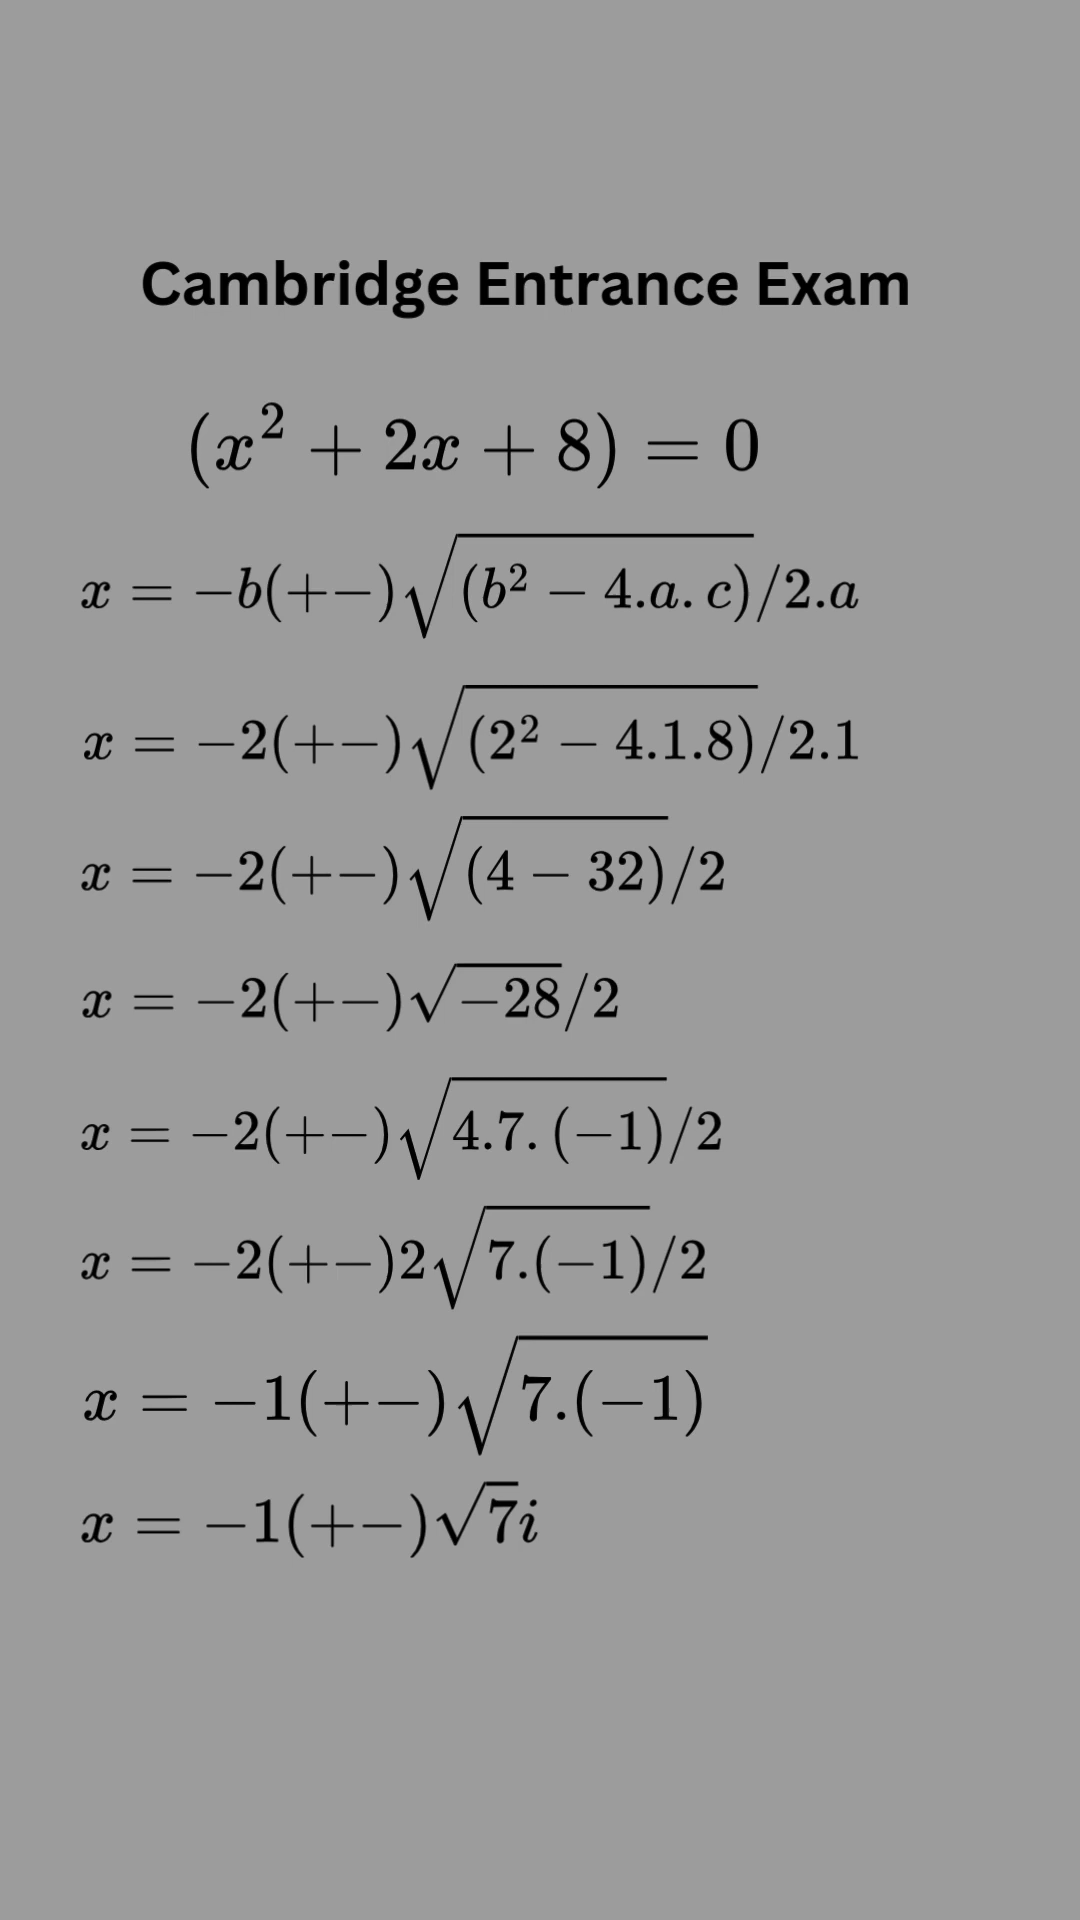 Cambridge Entrance Exam
(x² + 2x + 8) = 0
x = −b(+−)√(b² − 4.a. c)/2.a
x = −2(+−)√(2² − 4.1.8)/2.1
x = −2(+−)√(4 − 32)/2
x = −2(+−)√−28/2
x = −2(+−)√4.7. (−1)/2
x = −2(+−)2√7.(−1)/2
x = −1(+−)√7.(−1)
x = −1(+−)√7i